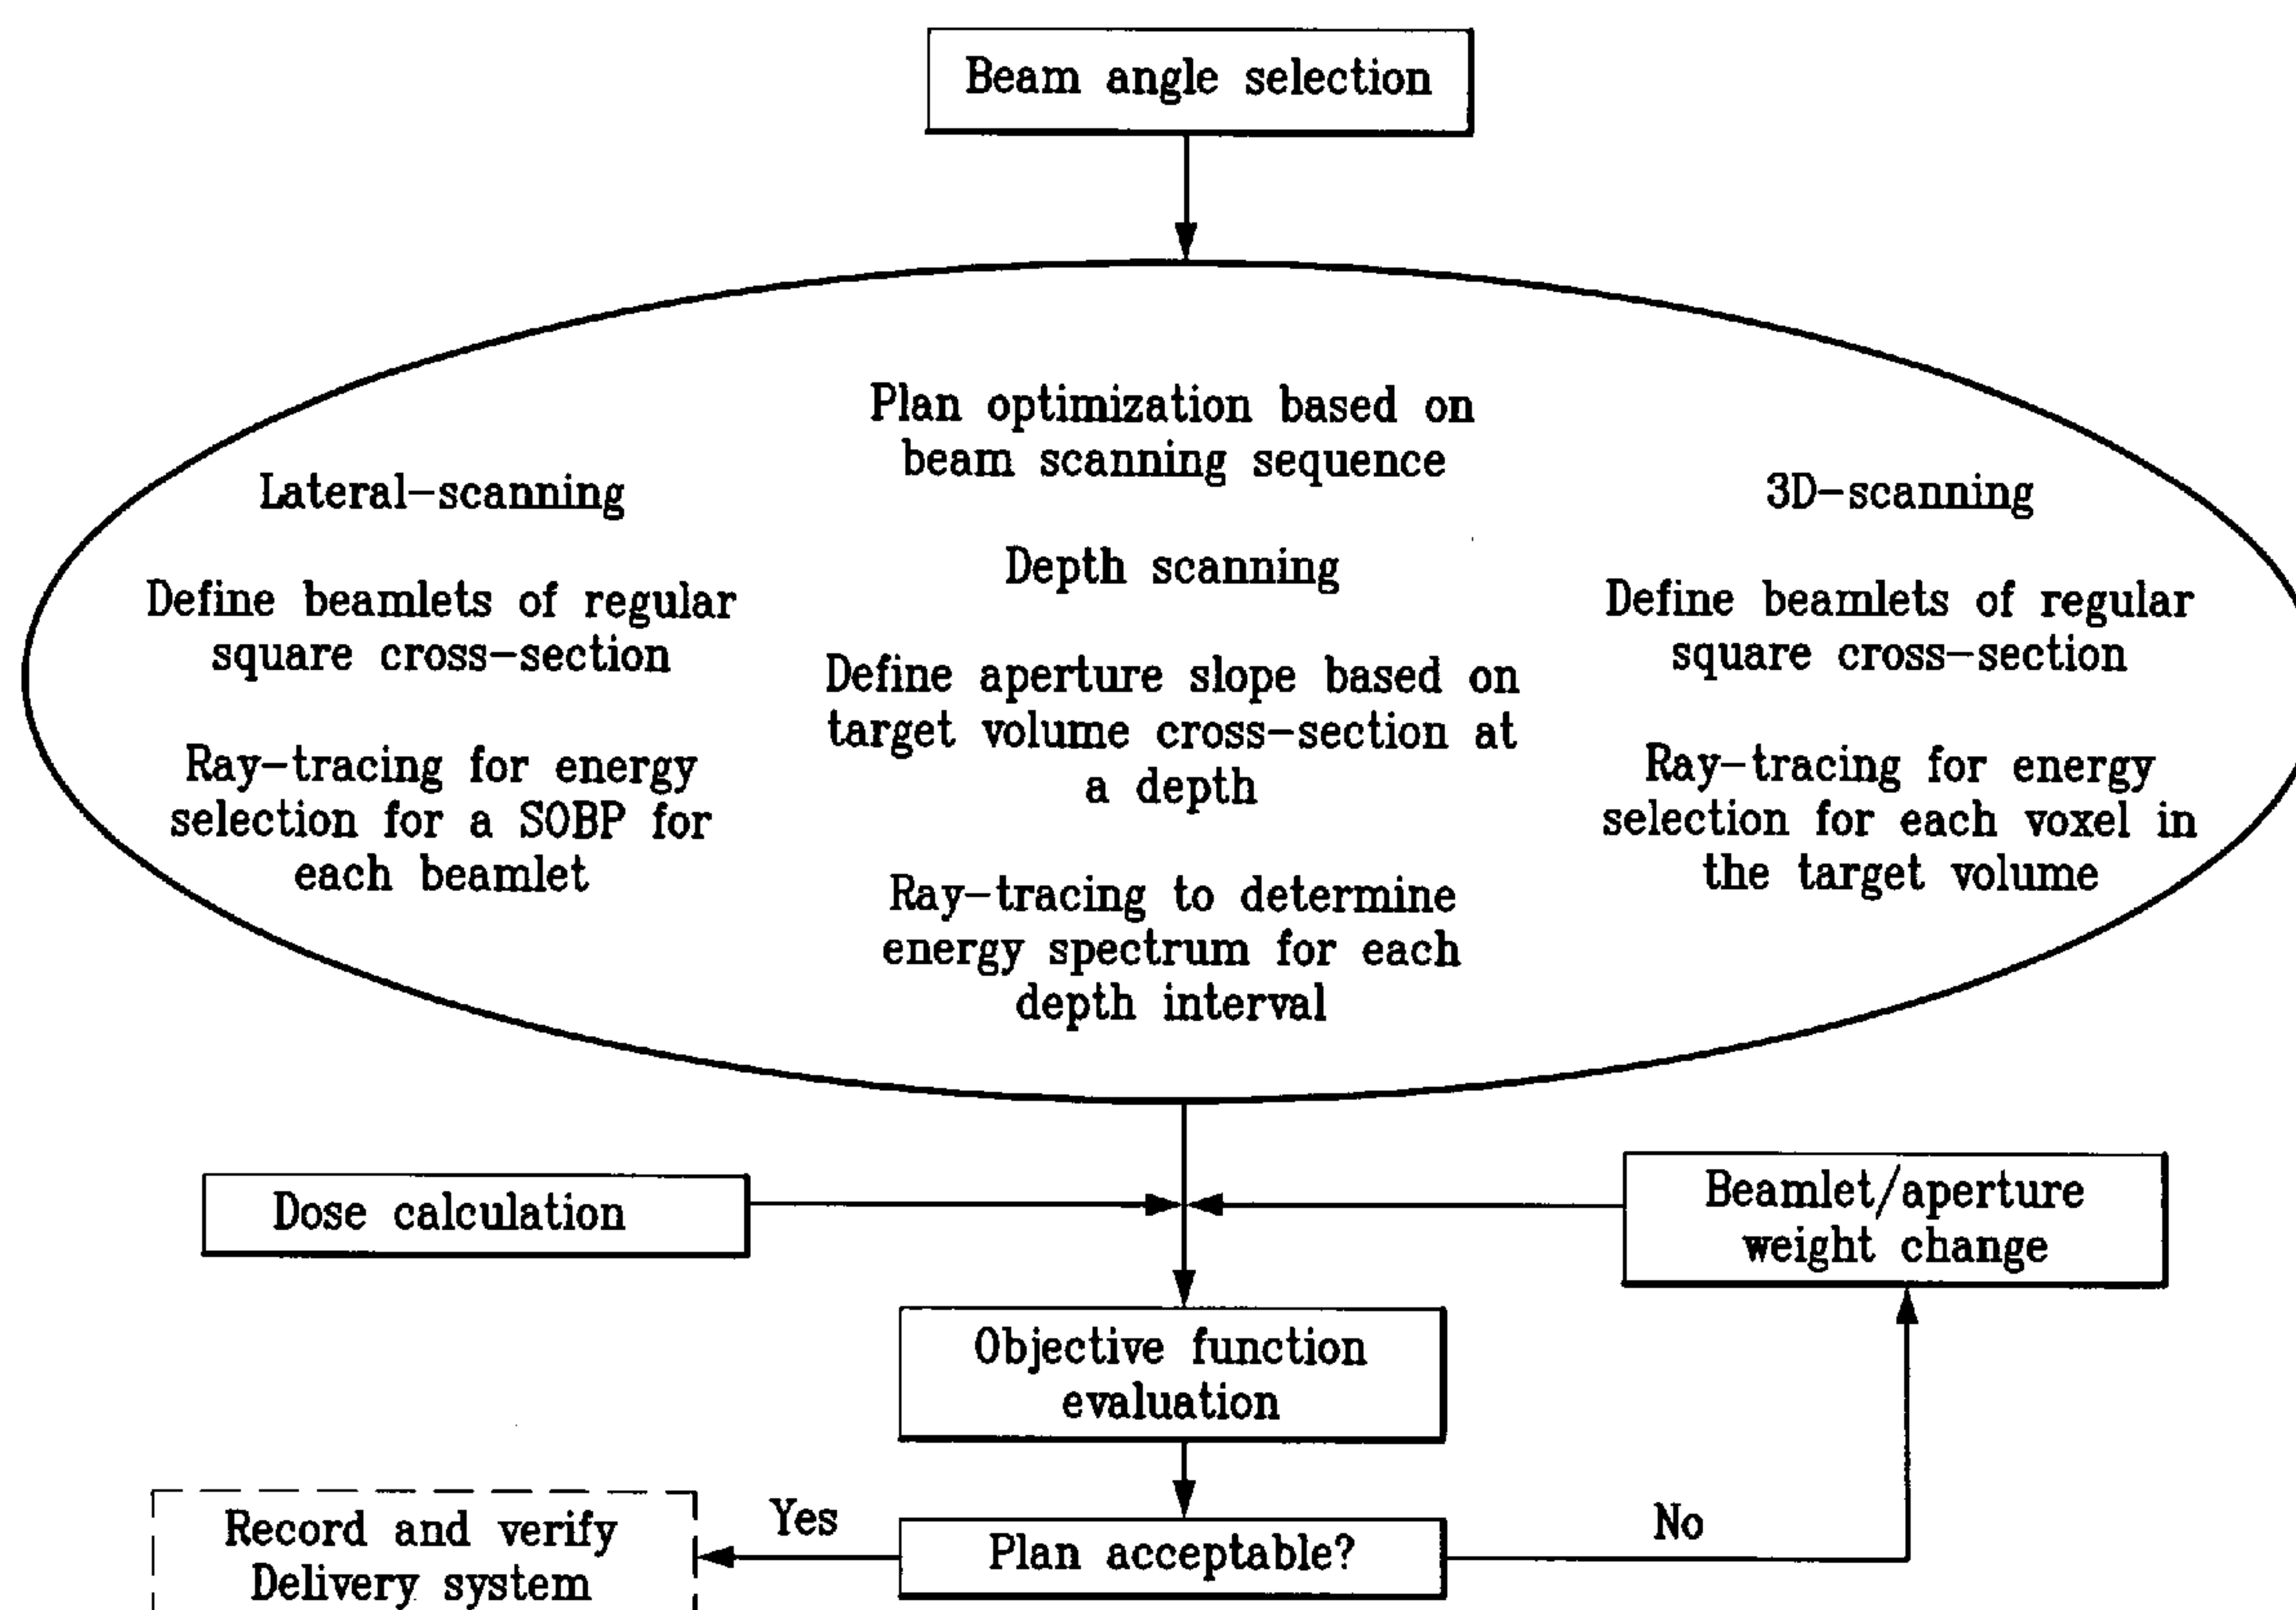 Beam angle selection
Plan optimization based on
beam scanning sequence
Lateral-scanning
Define beamlets of regular
square cross-section
Ray-tracing for energy
selection for a SOBP for
each beamlet
Depth scanning
Define aperture slope based on
target volume cross-section at
a depth
Ray-tracing to determine
energy spectrum for each
depth interval
3D-scanning
Define beamlets of regular
square cross-section
Ray-tracing for energy
selection for each voxel in
the target volume
Dose calculation
Beamlet/aperture
weight change
Objective function
evaluation
Plan acceptable?
Yes
No
Record and verify
Delivery system